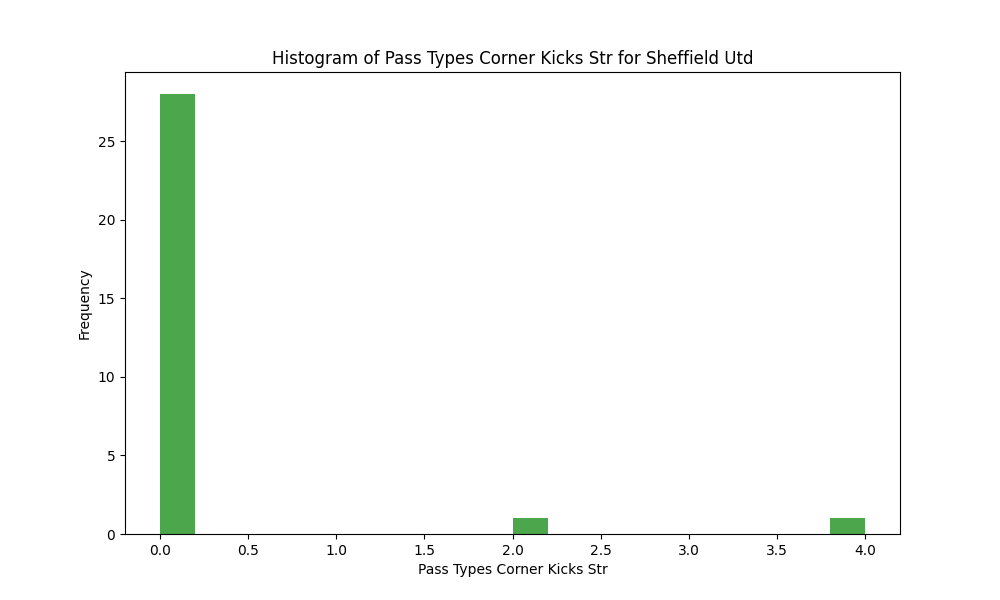 Histogram of Pass Types Corner Kicks Str for Sheffield Utd
Frequency
25
20
15
10
5
0
0.0 0.5 1.0 1.5 2.0 2.5 3.0 3.5 4.0
Pass Types Corner Kicks Str